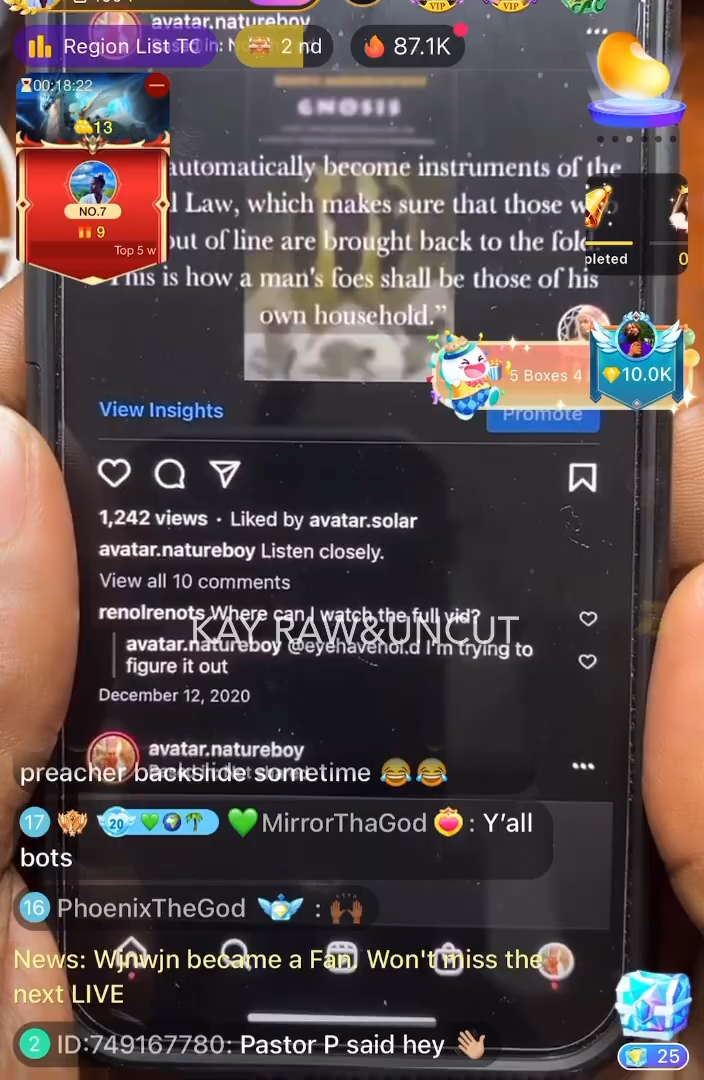 avatar.natureboy
Region List TO
2 nd
87.1K
VIP
VIP
00:18:22
13
GNOSIS
automatically become instruments of the
l Law, which makes sure that those w
out of line are brought back to the fol
This is how a man's foes shall be those of his
own household.”
NO.7
9
Top 5 w
pleted
0
5 Boxes 4
10.0K
View Insights
Promote
1,242 views · Liked by avatar.solar
avatar.natureboy Listen closely.
View all 10 comments
renolrenots Where can I watch the full vid?
KAY RAW&UNCUT
avatar.natureboy @eyehavenoi.d I'm trying to
figure it out
December 12, 2020
avatar.natureboy
preacher backslide sometime 😂😂
17 20 💚🌍🌴 💚MirrorThaGod : Y’all
bots
16 PhoenixTheGod : 🙌🏾
News: Wjnwjn became a Fan! Won't miss the
next LIVE
2 ID:749167780: Pastor P said hey 👋🏼
25